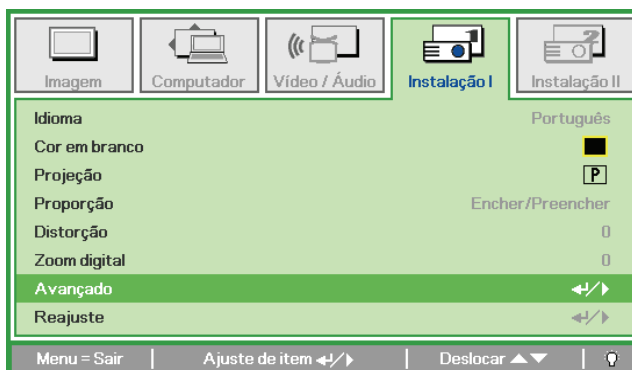 Imagem Computador Vídeo / Áudio Instalação I Instalação II
Idioma Português
Cor em branco
Projeção P
Proporção Encher/Preencher
Distorção 0
Zoom digital 0
Avançado
Reajuste
Menu = Sair Ajuste de item Deslocar